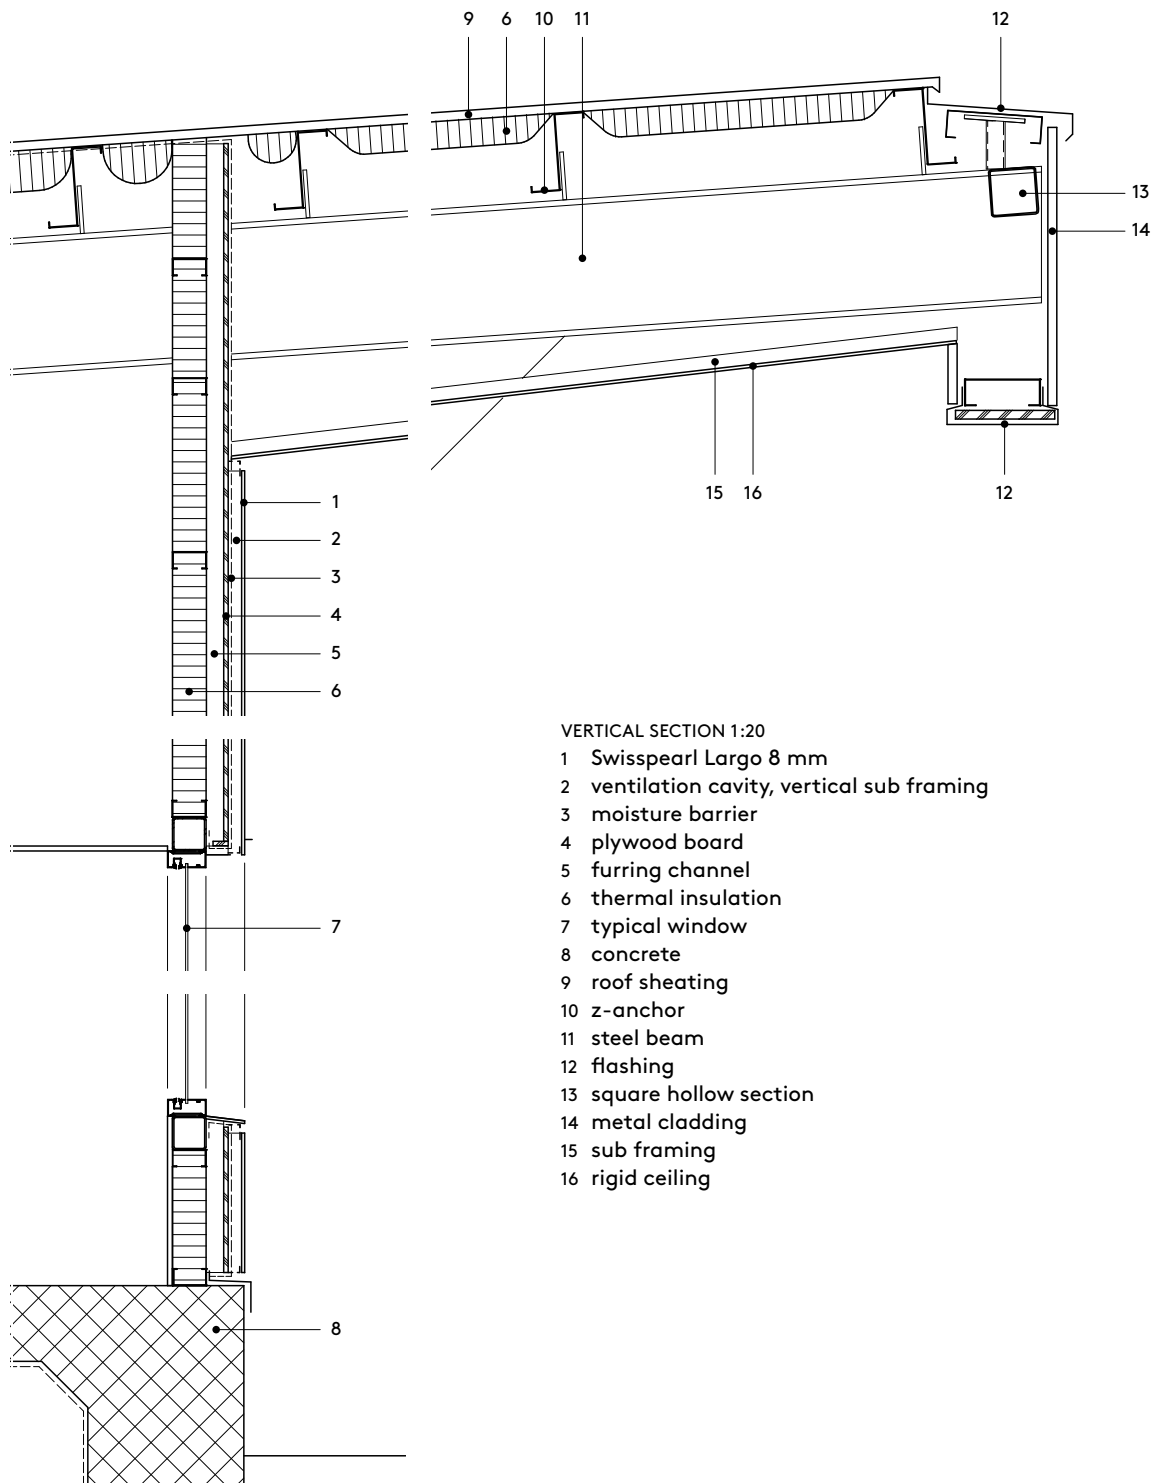 9 6 10 11 12
13
14
1
2
3
4
5
6
15 16 12
VERTICAL SECTION 1:20
1 Swisspearl Largo 8 mm
2 ventilation cavity, vertical sub framing
3 moisture barrier
4 plywood board
5 furring channel
6 thermal insulation
7 typical window
8 concrete
9 roof sheating
10 z-anchor
11 steel beam
12 flashing
13 square hollow section
14 metal cladding
15 sub framing
16 rigid ceiling
7
8